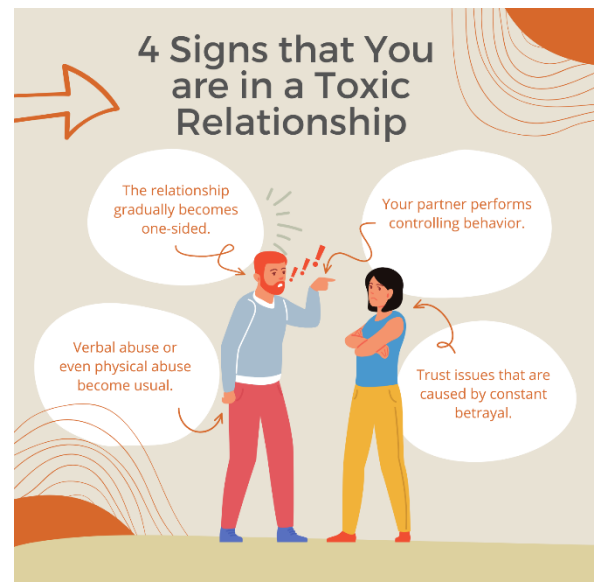 4 Signs that You
are in a Toxic
Relationship
The relationship
gradually becomes
one-sided.
Your partner performs
controlling behavior.
Verbal abuse or
even physical abuse
become usual.
Trust issues that are
caused by constant
betrayal.